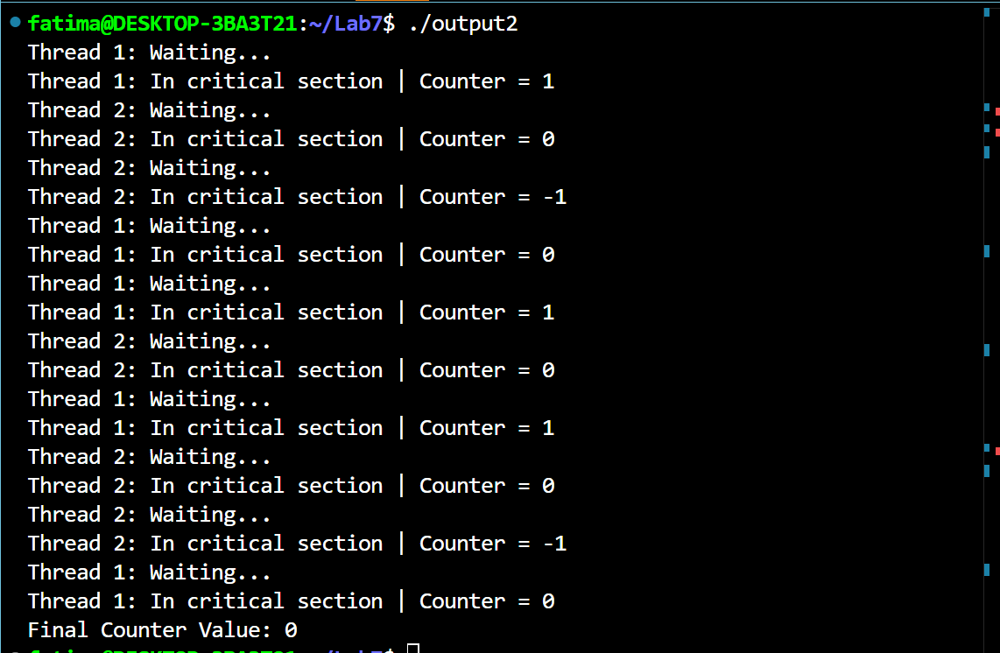 fatima@DESKTOP-3BA3T21:~/Lab7$ ./output2
Thread 1: Waiting...
Thread 1: In critical section | Counter = 1
Thread 2: Waiting...
Thread 2: In critical section | Counter = 0
Thread 2: Waiting...
Thread 2: In critical section | Counter = -1
Thread 1: Waiting...
Thread 1: In critical section | Counter = 0
Thread 1: Waiting...
Thread 1: In critical section | Counter = 1
Thread 2: Waiting...
Thread 2: In critical section | Counter = 0
Thread 1: Waiting...
Thread 1: In critical section | Counter = 1
Thread 2: Waiting...
Thread 2: In critical section | Counter = 0
Thread 2: Waiting...
Thread 2: In critical section | Counter = -1
Thread 1: Waiting...
Thread 1: In critical section | Counter = 0
Final Counter Value: 0
fatima@DESKTOP-3BA3T21:~/Lab7$